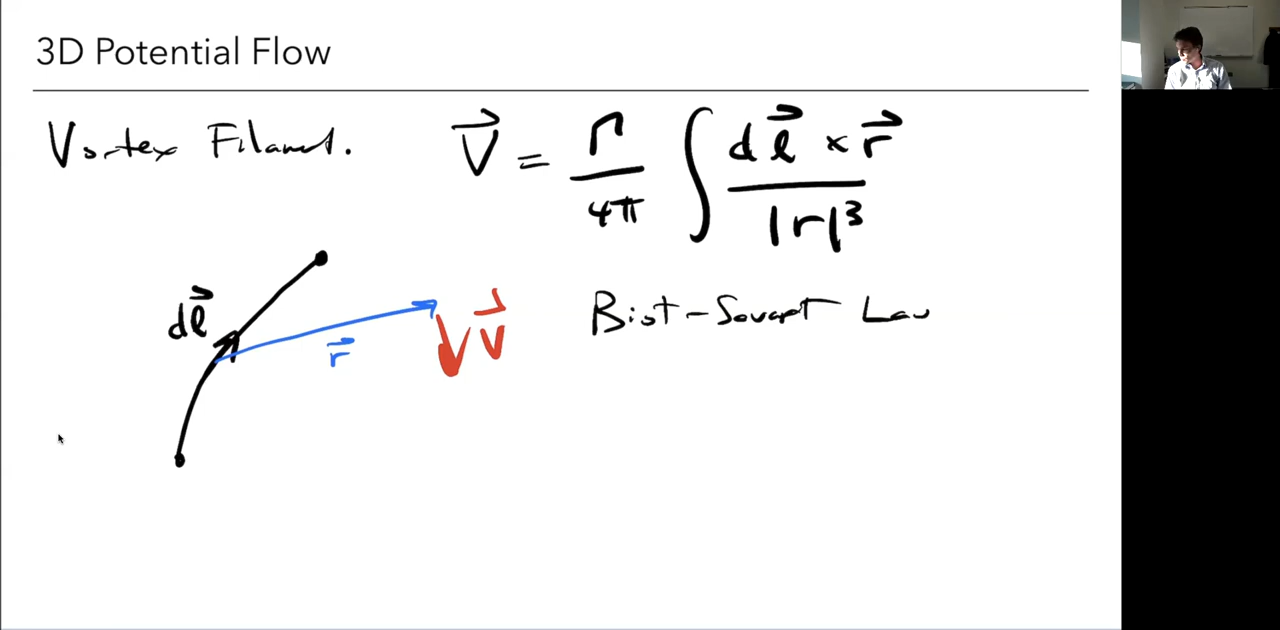 3D Potential Flow
Vortex Filament. V⃗ = Γ/4π ∫ dl⃗ × r⃗ / |r|³
dl⃗
r⃗
V⃗
Biot-Savart Law